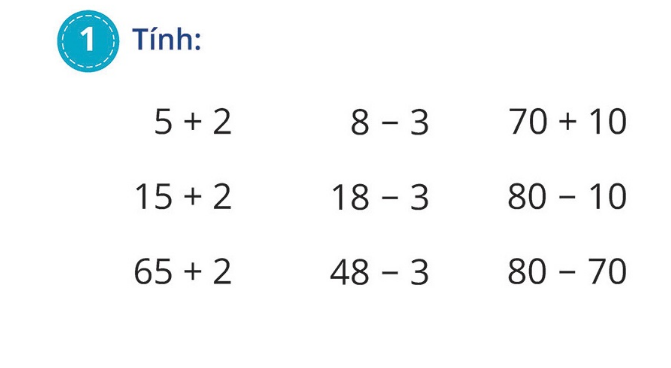 1 Tính:
5 + 2 8 − 3 70 + 10
15 + 2 18 − 3 80 − 10
65 + 2 48 − 3 80 − 70